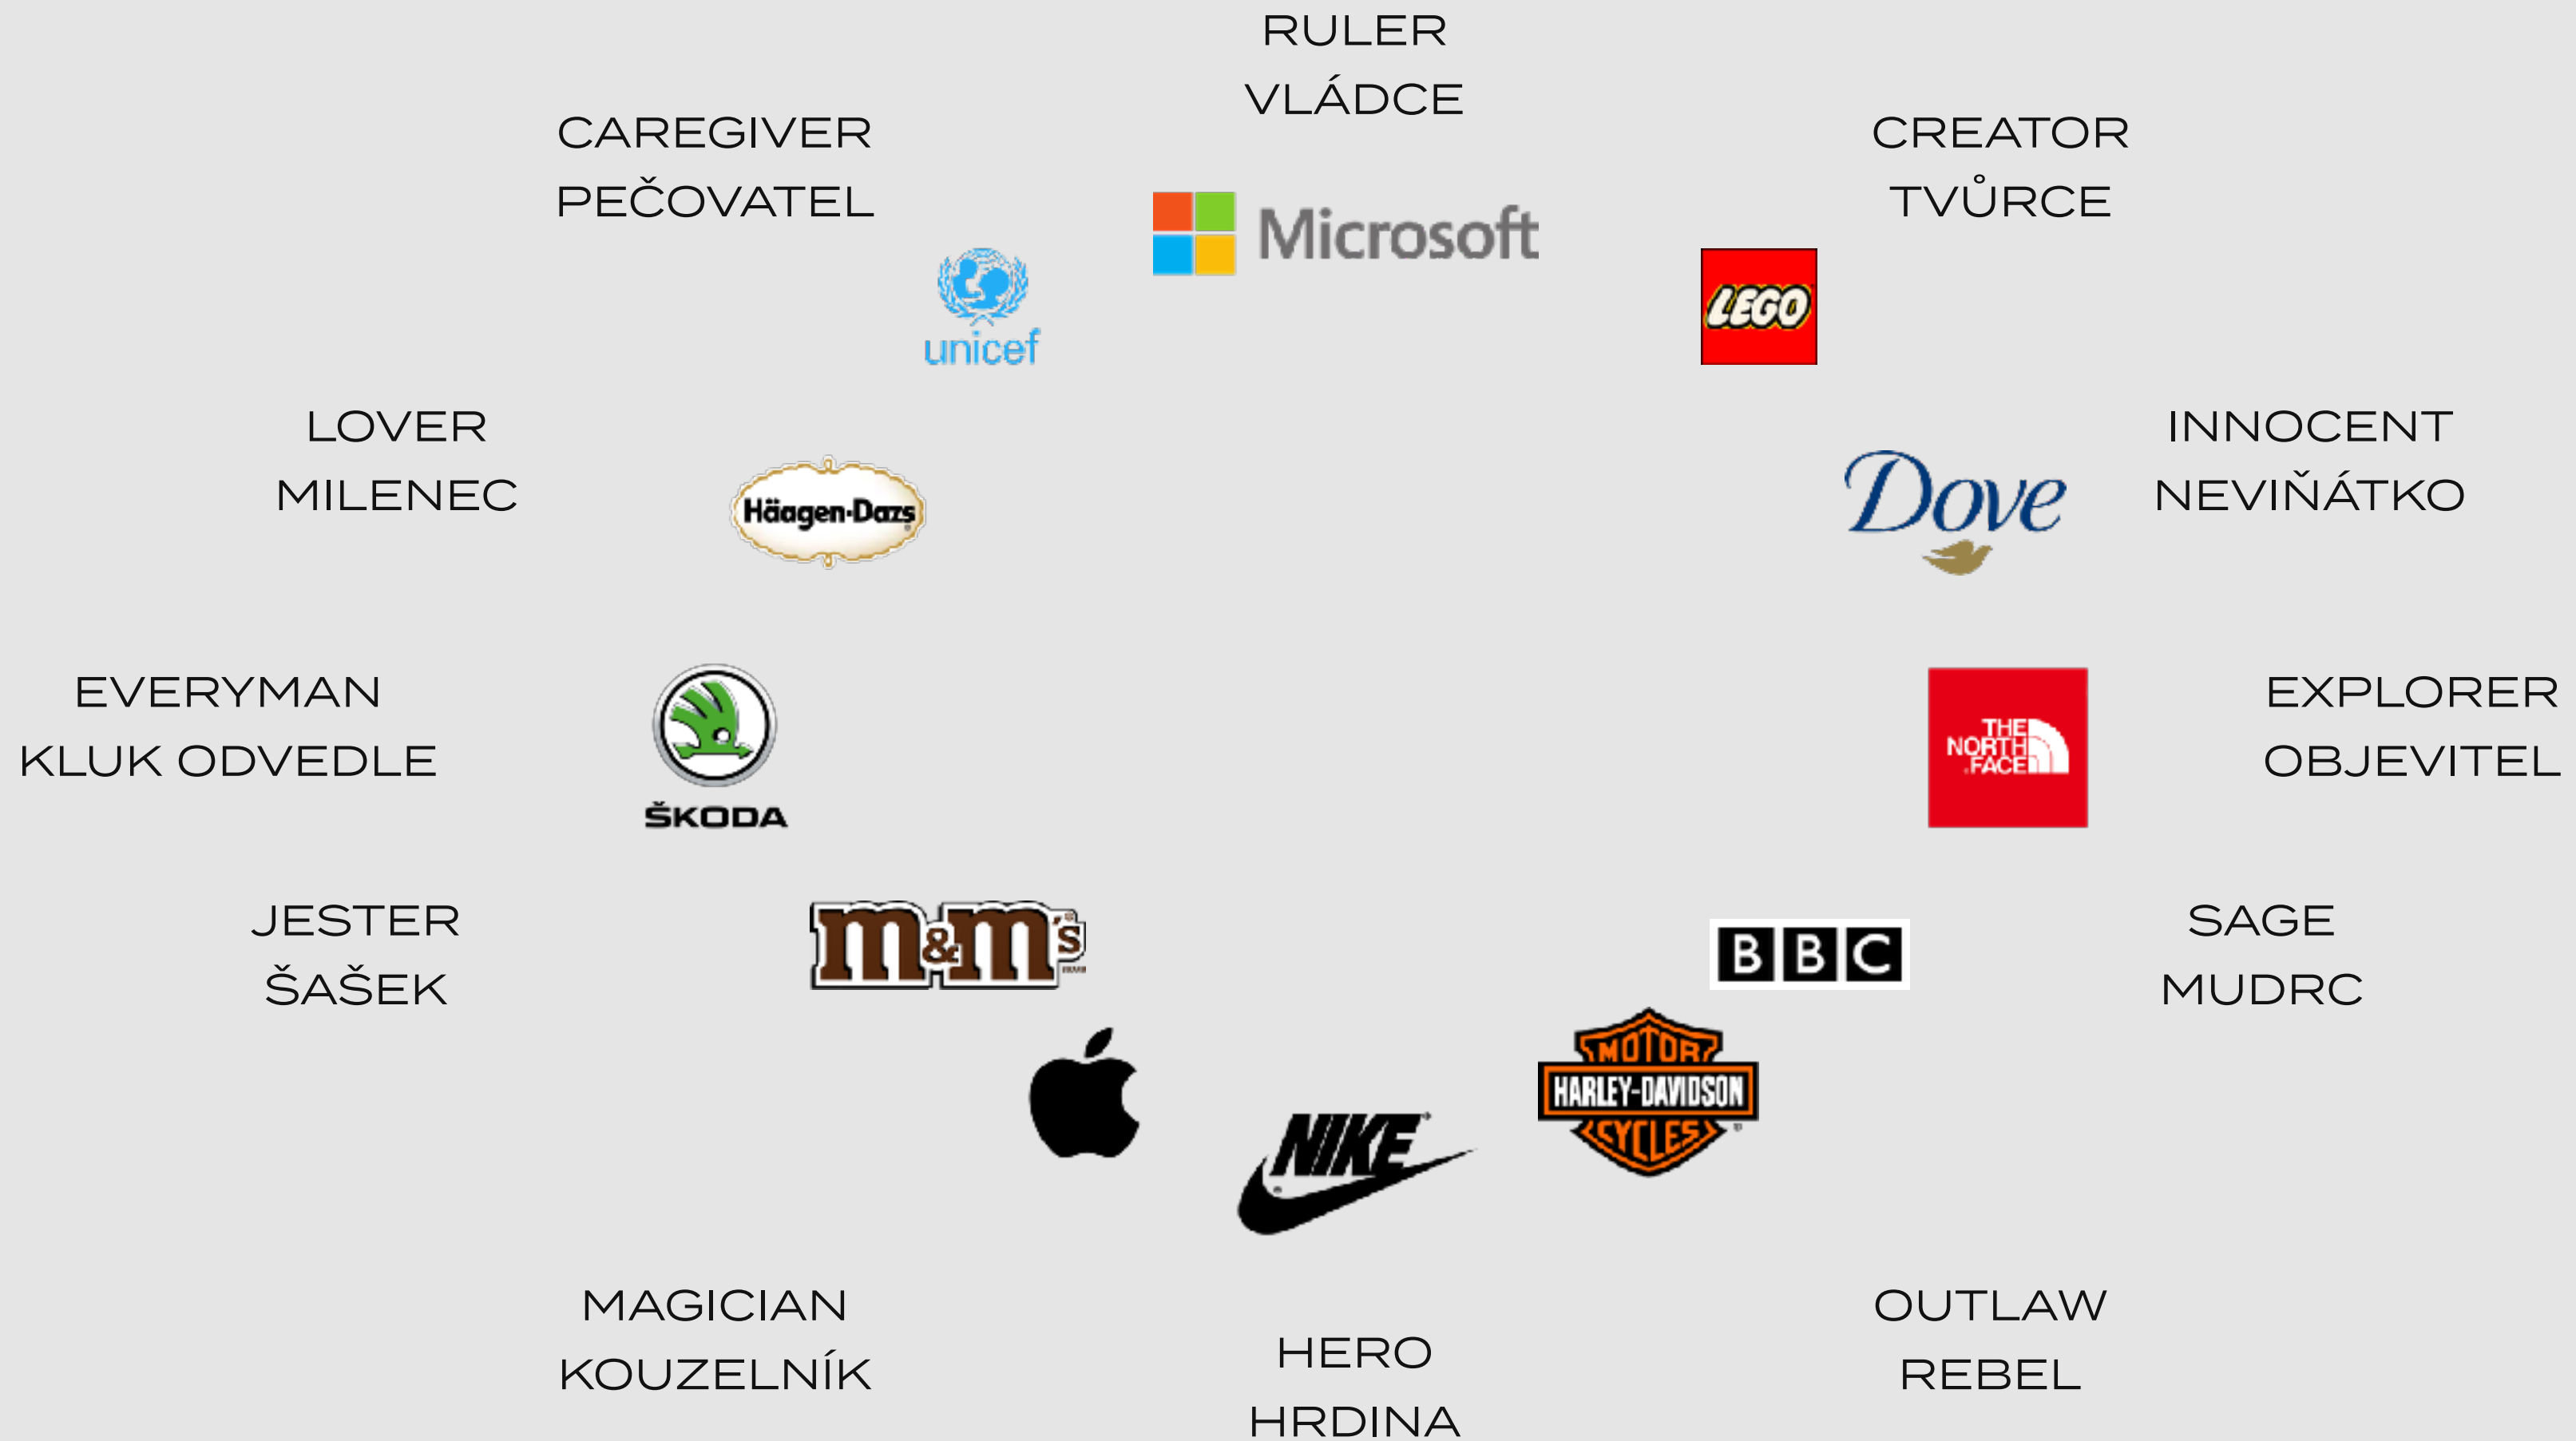 RULER
VLÁDCE
CAREGIVER
PEČOVATEL
CREATOR
TVŮRCE
Microsoft
unicef
LEGO
LOVER
MILENEC
Häagen-Dazs
Dove
INNOCENT
NEVIŇÁTKO
EVERYMAN
KLUK ODVEDLE
ŠKODA
THE
NORTH
FACE
EXPLORER
OBJEVITEL
JESTER
ŠAŠEK
m&m's
BBC
SAGE
MUDRC
MOTOR
HARLEY-DAVIDSON
CYCLES
NIKE
MAGICIAN
KOUZELNÍK
HERO
HRDINA
OUTLAW
REBEL